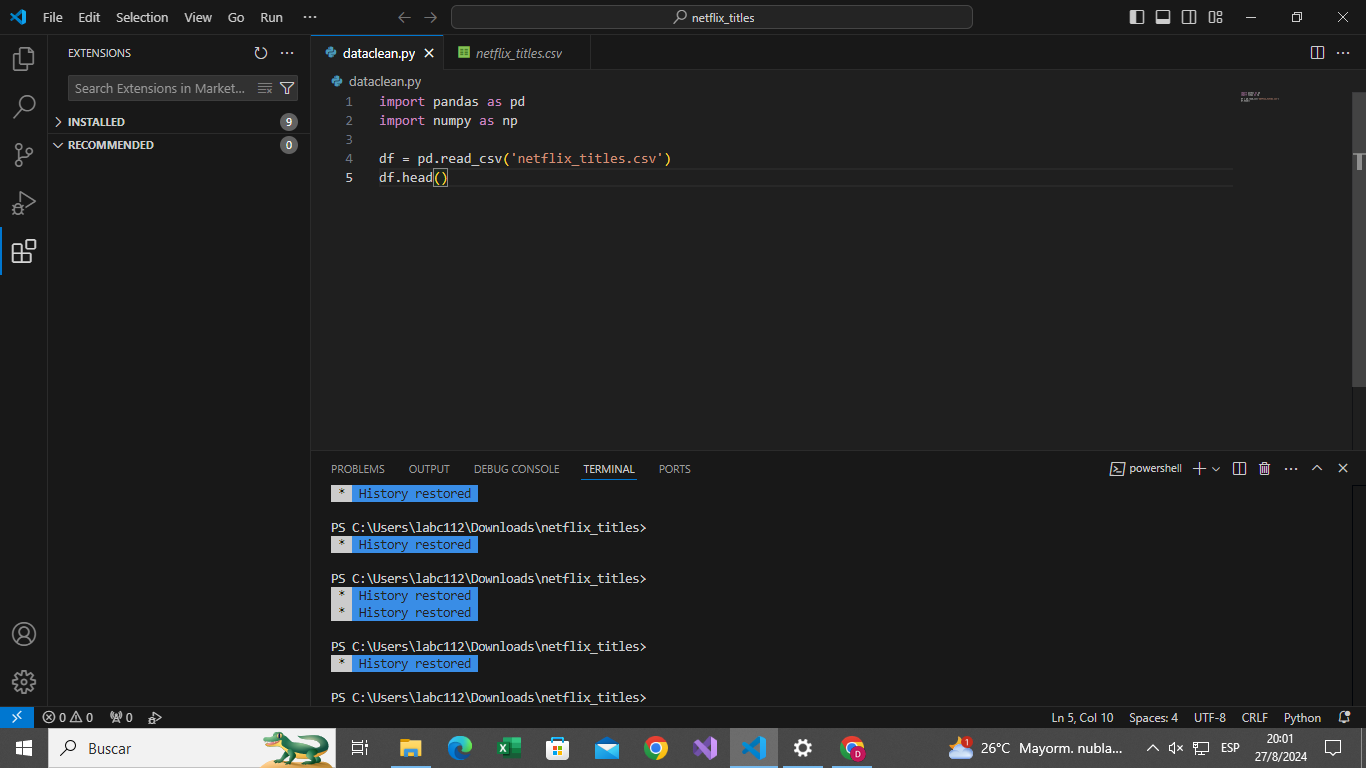 File Edit Selection View Go Run ···
netflix_titles
EXTENSIONS
Search Extensions in Market...
INSTALLED 9
RECOMMENDED 0
dataclean.py
netflix_titles.csv
dataclean.py
1 import pandas as pd
2 import numpy as np
3
4 df = pd.read_csv('netflix_titles.csv')
5 df.head()
PROBLEMS OUTPUT DEBUG CONSOLE TERMINAL PORTS
powershell
* History restored
PS C:\Users\labc112\Downloads\netflix_titles>
* History restored
PS C:\Users\labc112\Downloads\netflix_titles>
* History restored
* History restored
PS C:\Users\labc112\Downloads\netflix_titles>
* History restored
PS C:\Users\labc112\Downloads\netflix_titles>
0 0 0
Ln 5, Col 10 Spaces: 4 UTF-8 CRLF Python
Buscar
D
1
26°C Mayorm. nubla...
ESP
20:01
27/8/2024